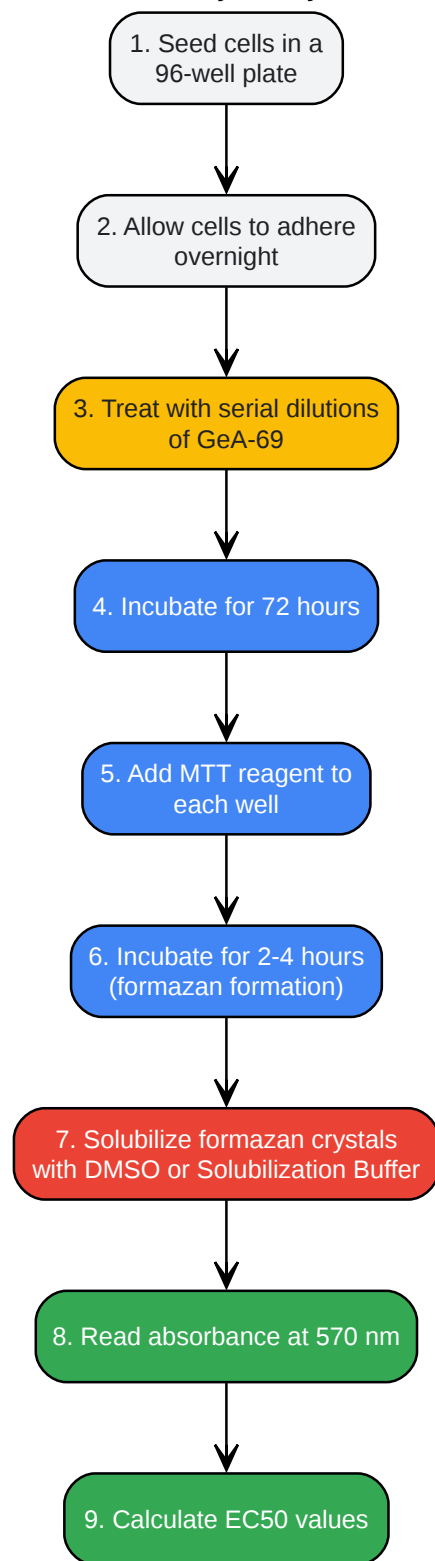 1. Seed cells in a
96-well plate
2. Allow cells to adhere
overnight
3. Treat with serial dilutions
of GeA-69
4. Incubate for 72 hours
5. Add MTT reagent to
each well
6. Incubate for 2-4 hours
(formazan formation)
7. Solubilize formazan crystals
with DMSO or Solubilization Buffer
8. Read absorbance at 570 nm
9. Calculate EC50 values